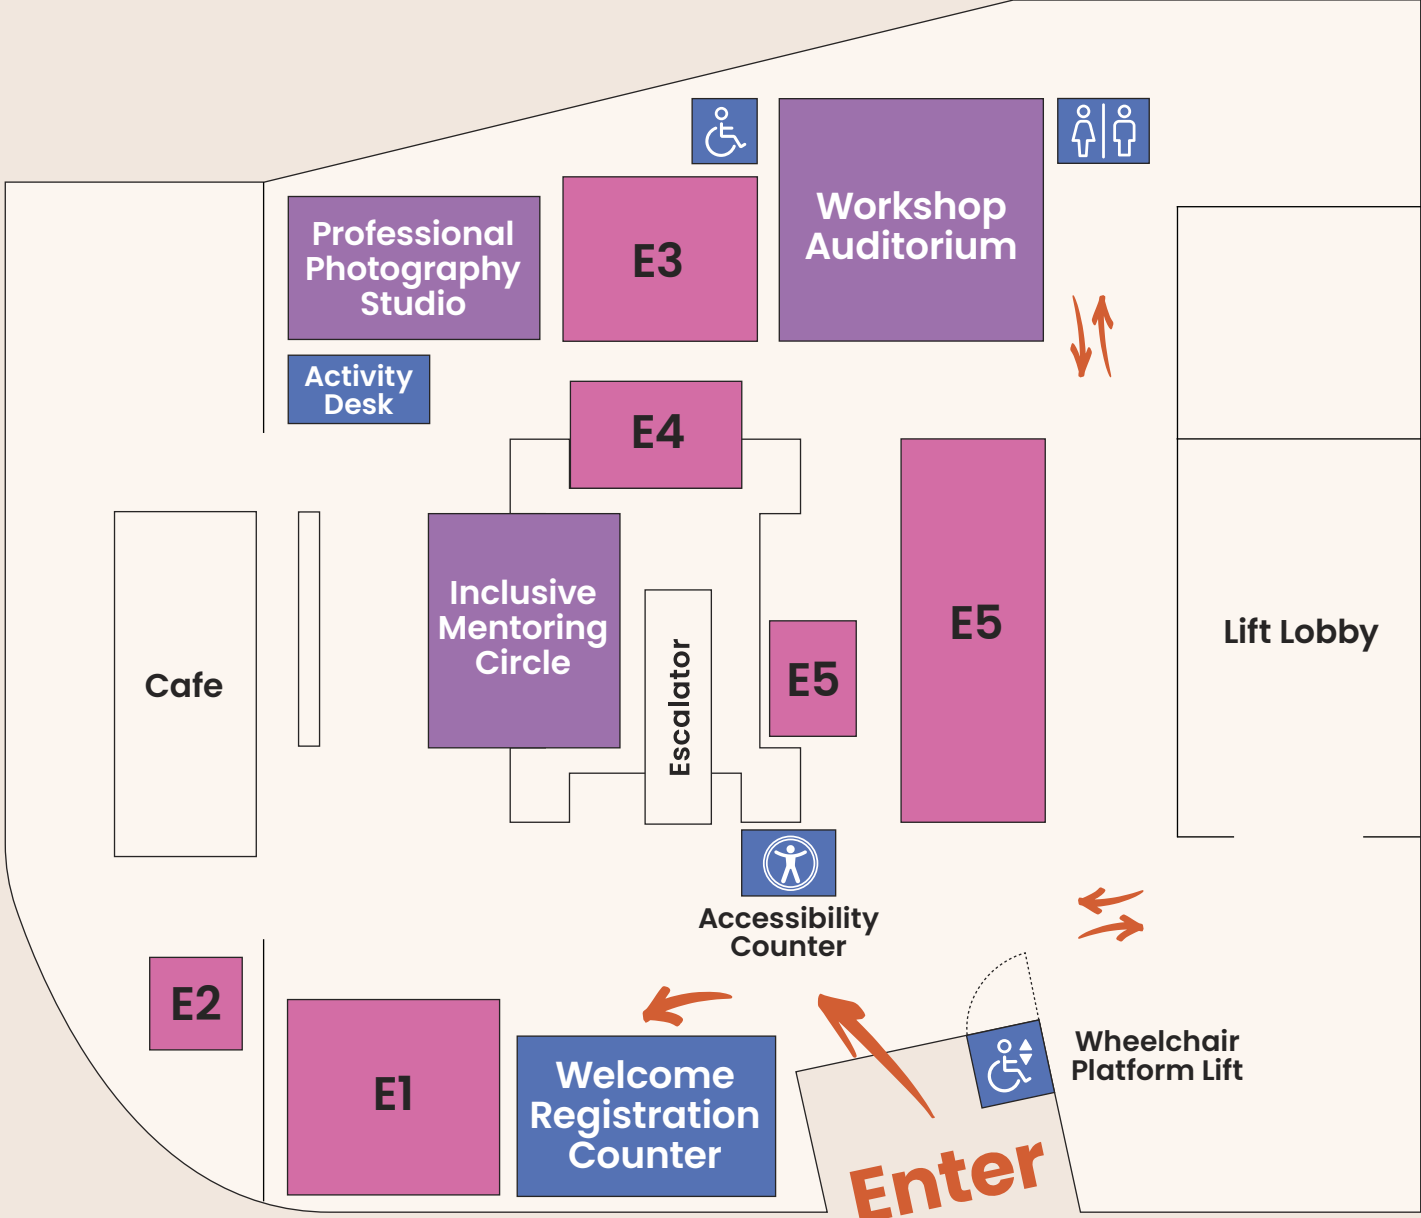 Workshop
Auditorium
Professional
Photography
Studio
E3
Activity
Desk
E4
Inclusive
Mentoring
Circle
Escalator
E5
E5
Lift Lobby
Cafe
Accessibility
Counter
E2
E1
Welcome
Registration
Counter
Wheelchair
Platform Lift
Enter